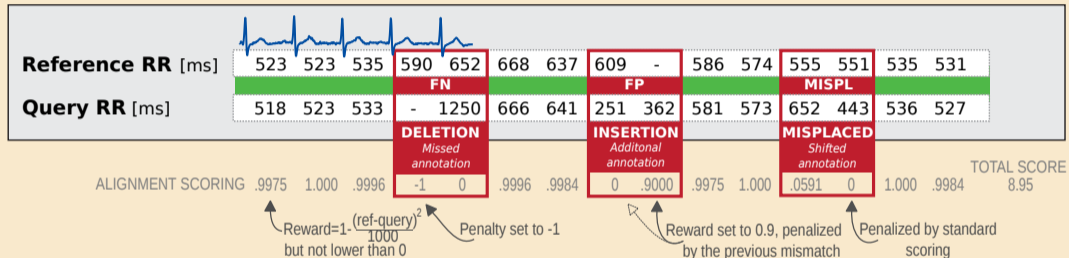 Reference RR [ms] 523 523 535 590 652 668 637 609 - 586 574 555 551 535 531
FN FP MISPL
Query RR [ms] 518 523 533 - 1250 666 641 251 362 581 573 652 443 536 527
DELETION INSERTION MISPLACED
Missed Additonal Shifted
annotation annotation annotation
TOTAL SCORE
ALIGNMENT SCORING .9975 1.000 .9996 -1 0 .9996 .9984 0 .9000 .9975 1.000 .0591 0 1.000 .9984 8.95
Reward=1-(ref-query)²
1000
but not lower than 0
Penalty set to -1
Reward set to 0.9, penalized
by the previous mismatch
Penalized by standard
scoring